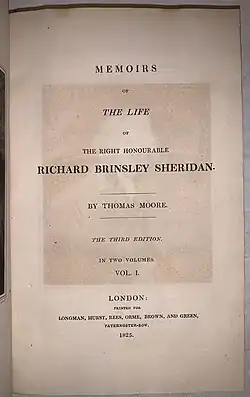 MEMOIRS
OF
THE LIFE
OF
THE RIGHT HONOURABLE
RICHARD BRINSLEY SHERIDAN.
BY THOMAS MOORE.
THE THIRD EDITION.
IN TWO VOLUMES.
VOL. I.
LONDON:
PRINTED FOR
LONGMAN, HURST, REES, ORME, BROWN, AND GREEN,
PATERNOSTER-ROW.
1825.